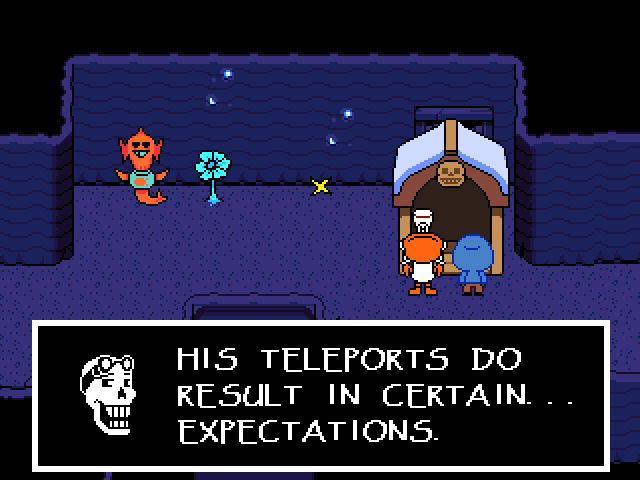 HIS TELEPORTS DO
RESULT IN CERTAIN...
EXPECTATIONS.